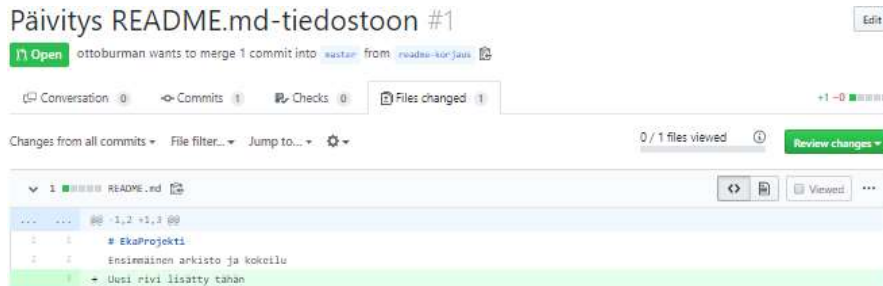 Päivitys README.md-tiedostoon #1
Edit
Open ottoburman wants to merge 1 commit into master from readme-korjaus
Conversation 0 Commits 1 Checks 0 Files changed 1 +1 −0
Changes from all commits File filter... Jump to... 0 / 1 files viewed Review changes
1 README.md Viewed ...
... ... @@ -1,2 +1,3 @@
1 1 # EkaProjekti
2 2 Ensimmäinen arkisto ja kokeilu
3 + Uusi rivi lisätty tähän